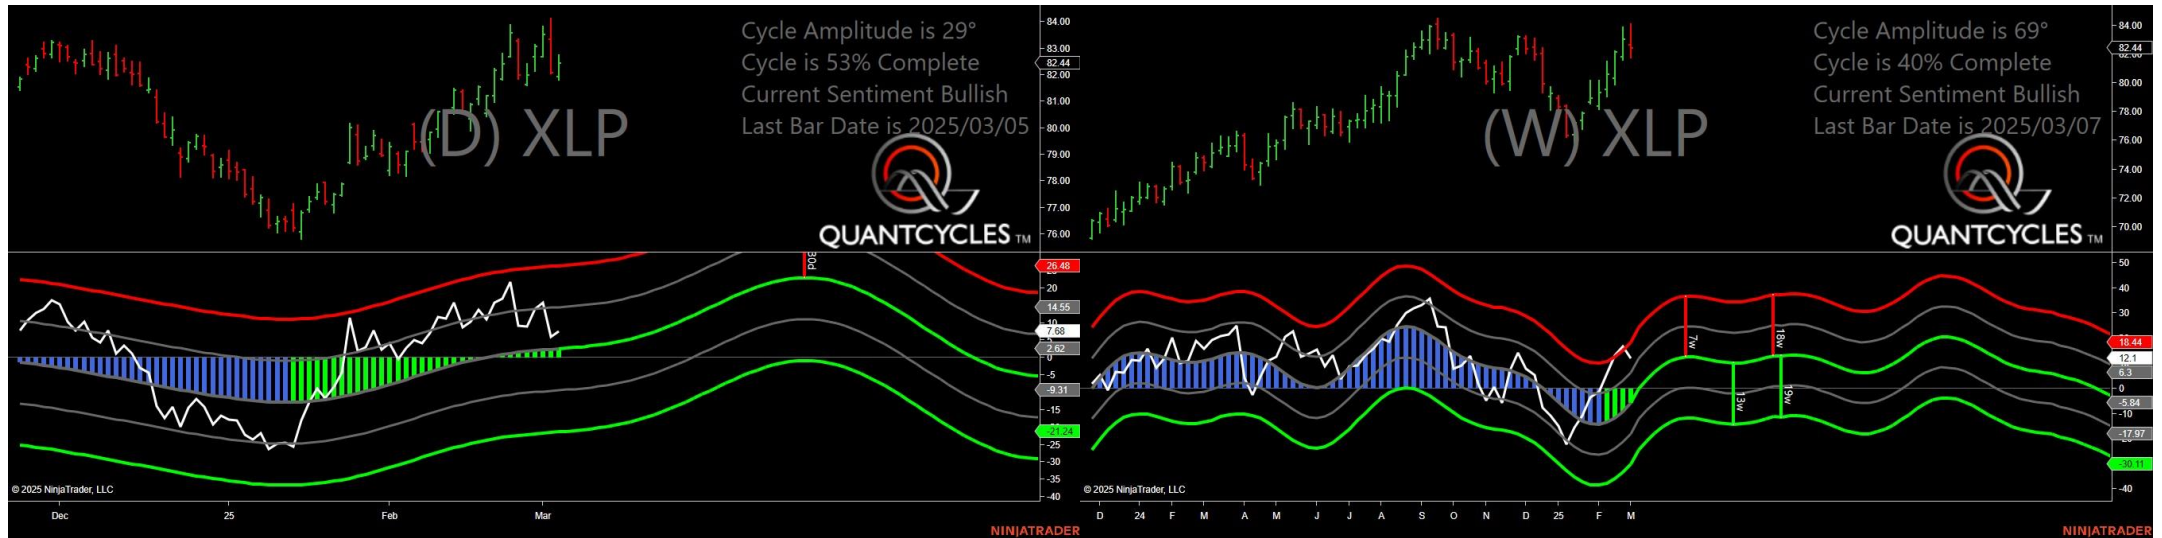 Cycle Amplitude is 29°
Cycle is 53% Complete
Current Sentiment Bullish
Last Bar Date is 2025/03/05
(D) XLP
QUANTCYCLES TM
84.00
83.00
82.44
82.00
81.00
80.00
79.00
78.00
77.00
76.00
30d
26.48
20
14.55
10
7.68
2.62
0
-5
-9.31
-15
-21.24
-25
-30
-35
-40
© 2025 NinjaTrader, LLC
Dec
25
Feb
Mar
NINJATRADER
Cycle Amplitude is 69°
Cycle is 40% Complete
Current Sentiment Bullish
Last Bar Date is 2025/03/07
(W) XLP
QUANTCYCLES TM
84.00
82.44
80.00
78.00
76.00
74.00
72.00
70.00
7w
18w
13w
19w
50
40
30
18.44
12.1
6.3
0
-5.84
-10
-17.97
-30.11
-40
© 2025 NinjaTrader, LLC
D 24 F M A M J J A S O N D 25 F M
NINJATRADER